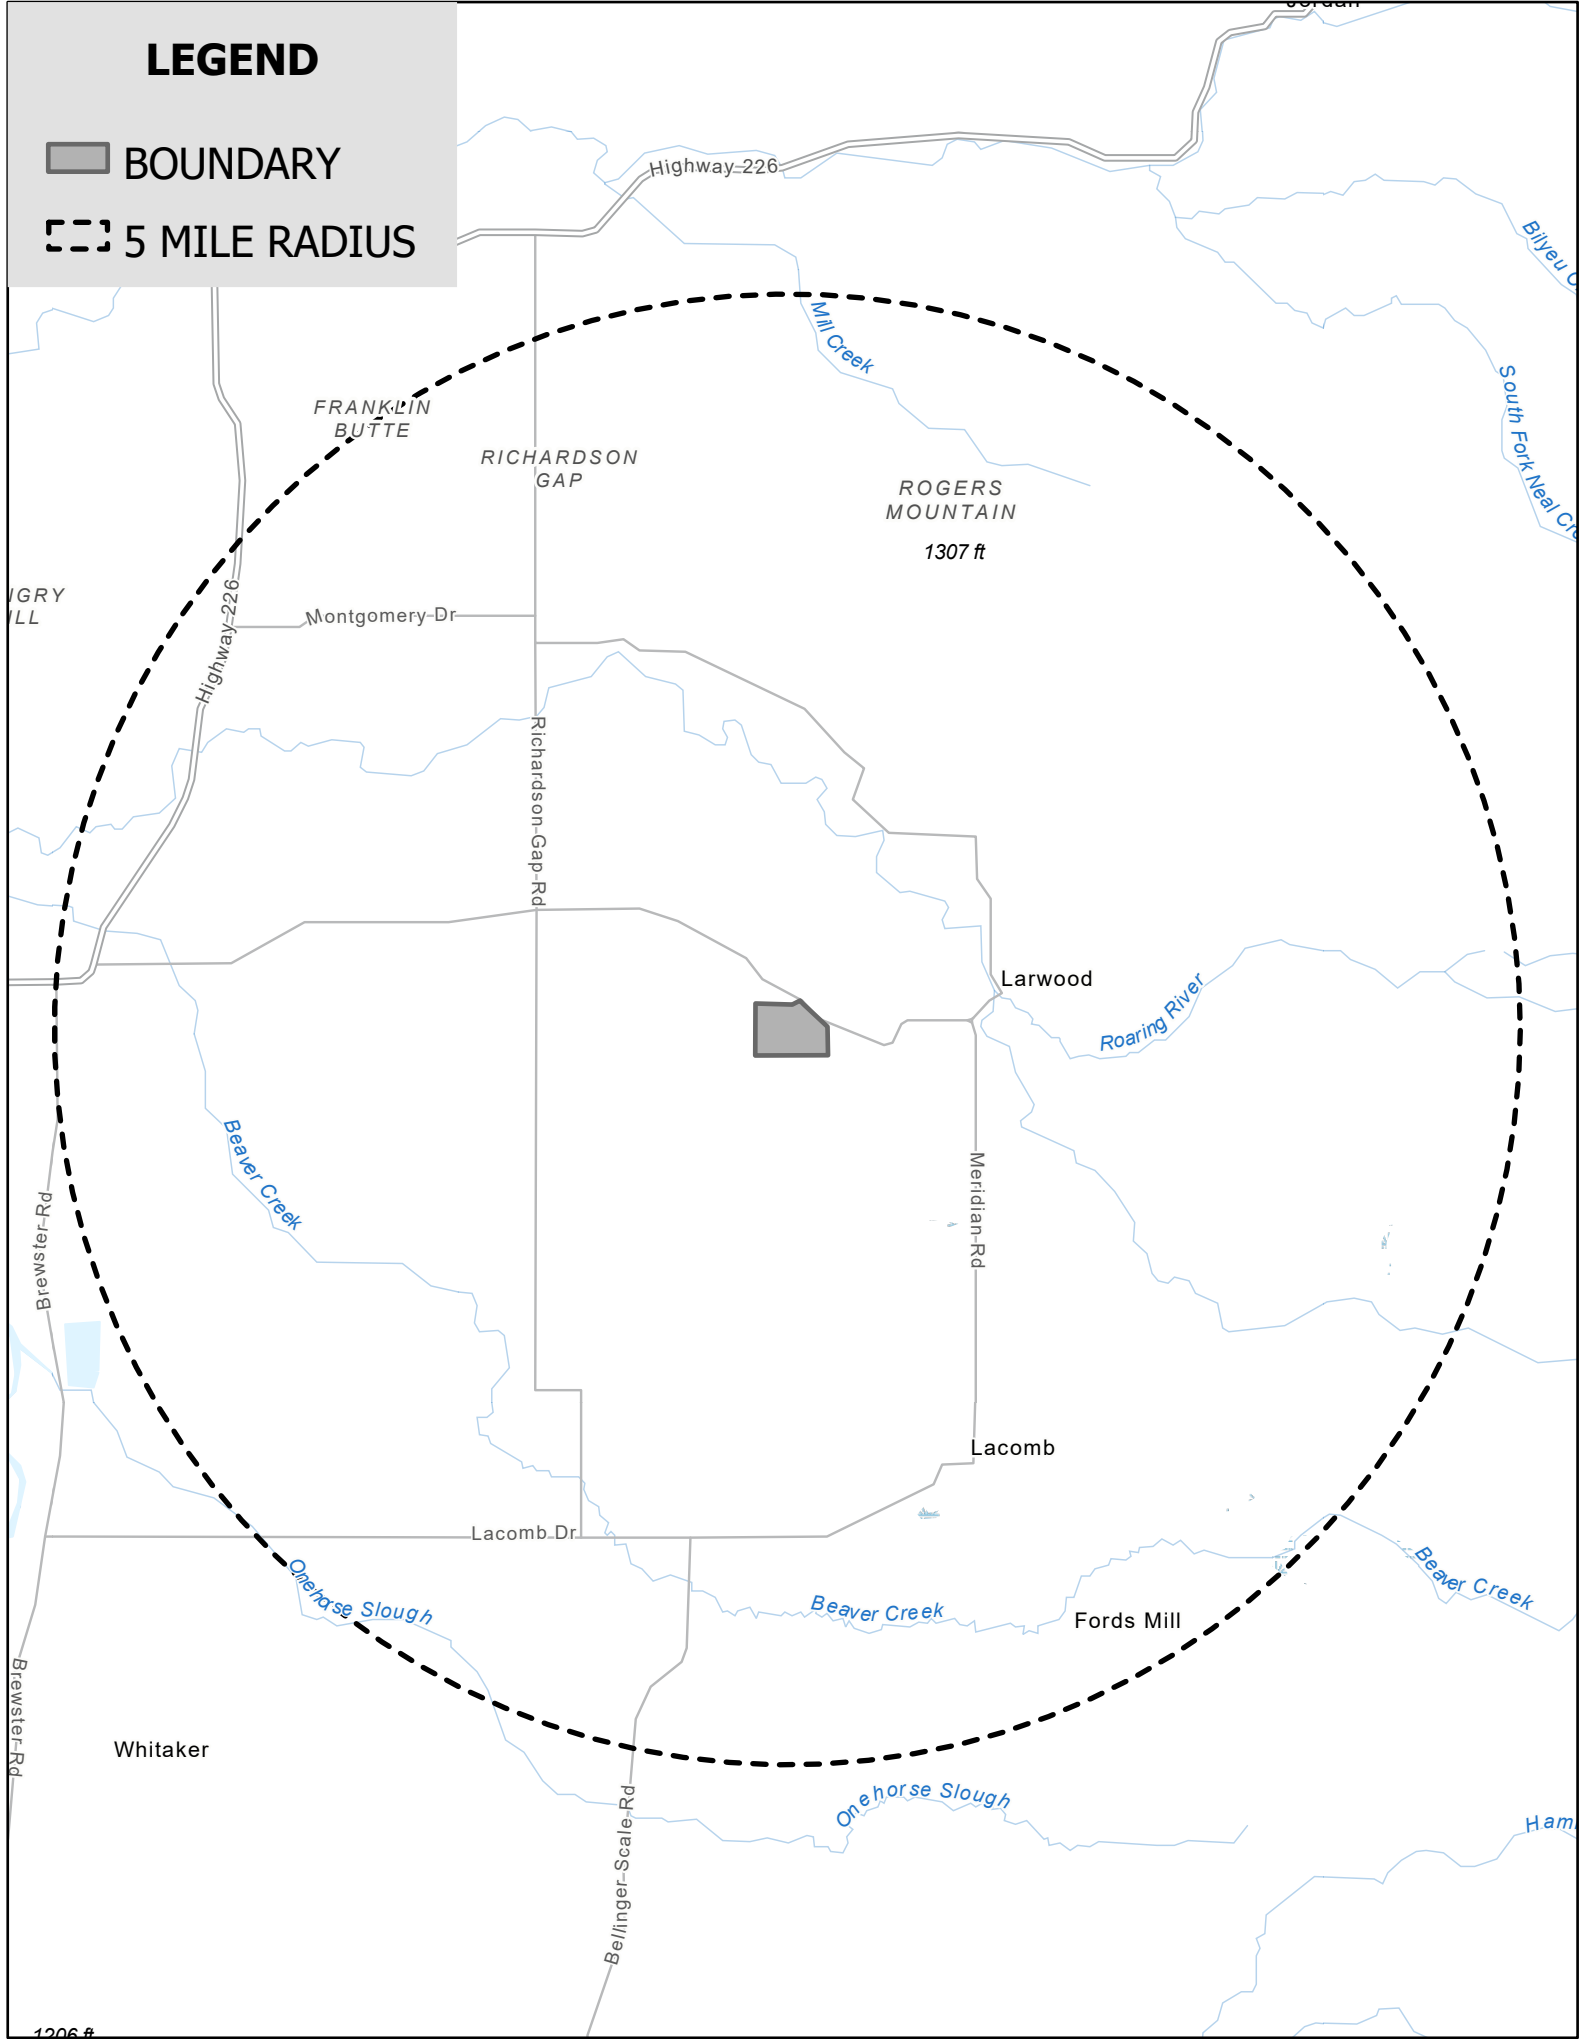 Jordan
LEGEND
BOUNDARY
5 MILE RADIUS
Highway 226
Bilyeu C
Mill Creek
FRANKLIN
BUTTE
RICHARDSON
GAP
ROGERS
MOUNTAIN
1307 ft
South Fork Neal Cre
IGRY
ILL
Highway 226
Montgomery Dr
Richardson Gap Rd
Larwood
Roaring River
Beaver Creek
Meridian Rd
Brewster Rd
Lacomb
Lacomb Dr
Onehorse Slough
Beaver Creek
Beaver Creek
Fords Mill
Brewster Rd
Whitaker
Onehorse Slough
Bellinger Scale Rd
Ham
1206 ft